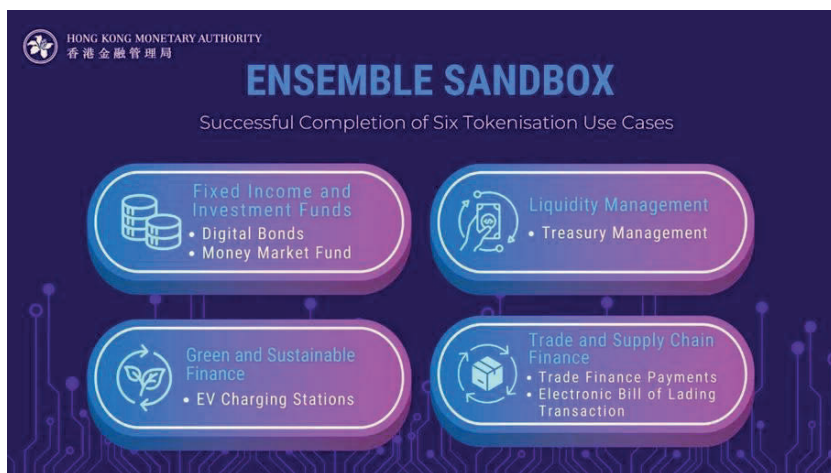 HONG KONG MONETARY AUTHORITY
香港金融管理局
ENSEMBLE SANDBOX
Successful Completion of Six Tokenisation Use Cases
Fixed Income and
Investment Funds
• Digital Bonds
• Money Market Fund
Liquidity Management
• Treasury Management
Green and Sustainable
Finance
• EV Charging Stations
Trade and Supply Chain
Finance
• Trade Finance Payments
• Electronic Bill of Lading
Transaction